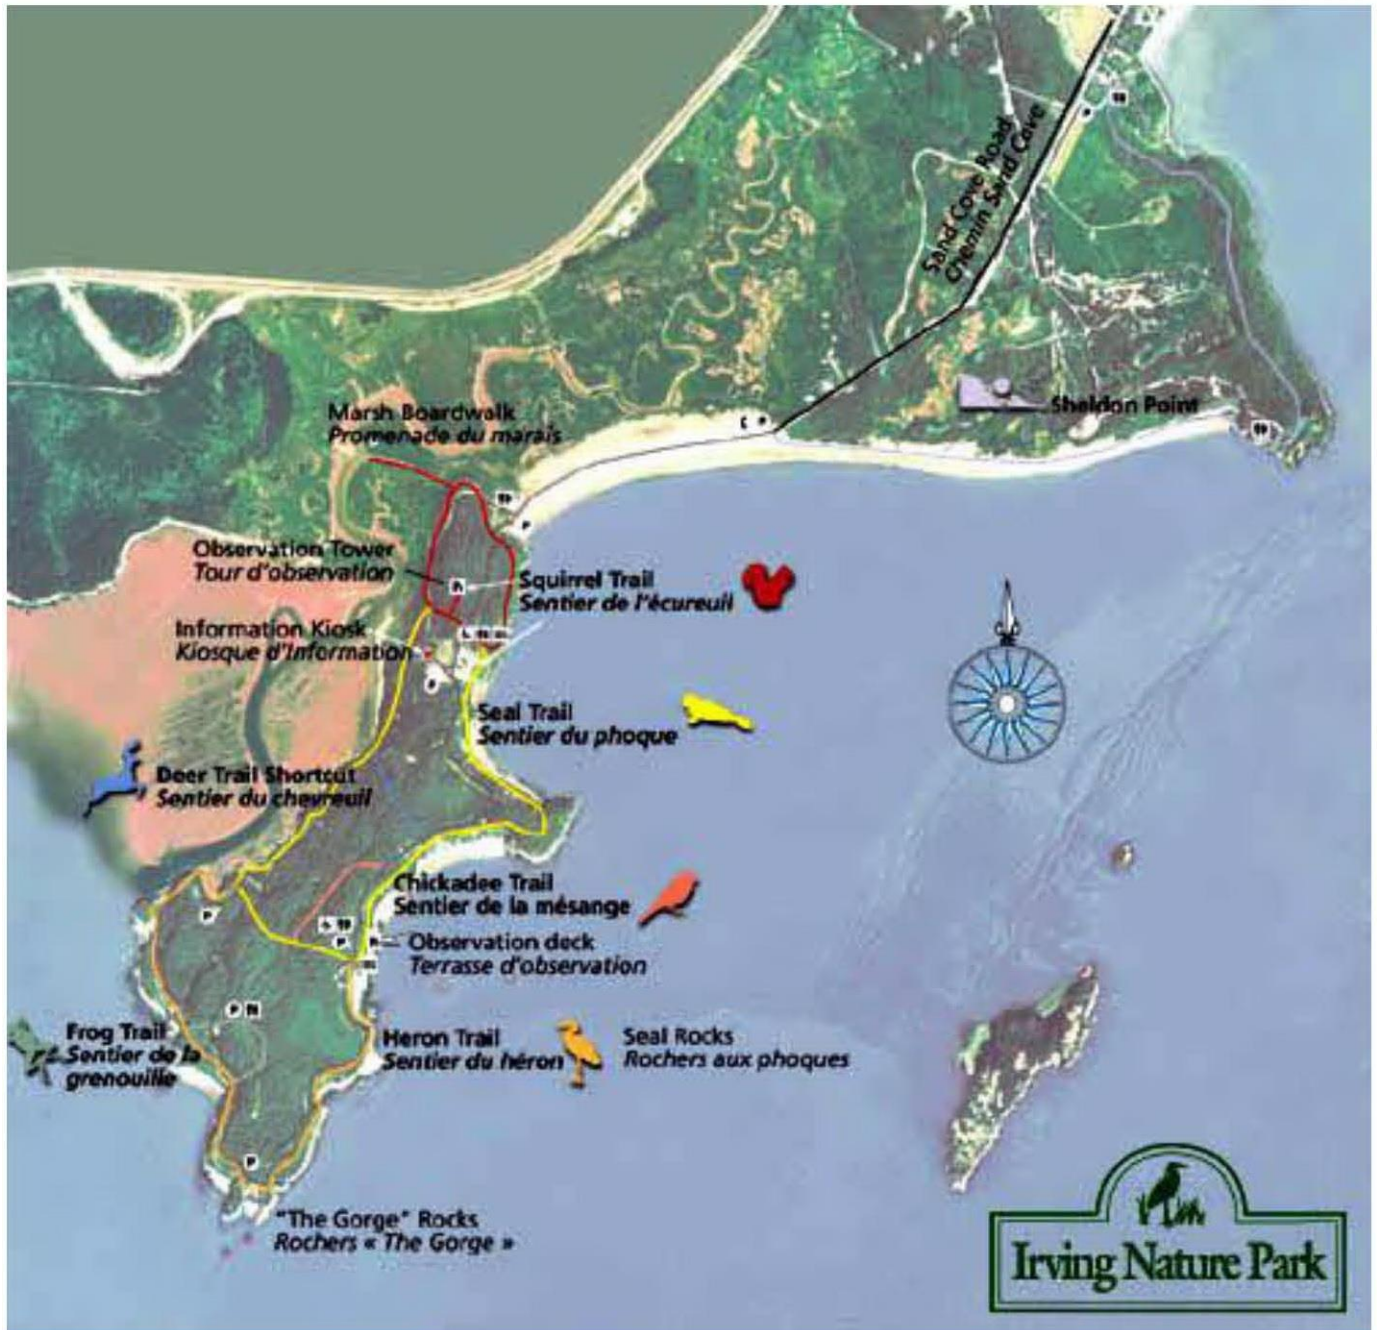 Sand Cove Road
Chemin Sand Cove
Sheldon Point
Marsh Boardwalk
Promenade du marais
Observation Tower
Tour d'observation
Squirrel Trail
Sentier de l'écureuil
Information Kiosk
Kiosque d'Information
Seal Trail
Sentier du phoque
Deer Trail Shortcut
Sentier du chevreuil
Chickadee Trail
Sentier de la mésange
Observation deck
Terrasse d'observation
Frog Trail
Sentier de la
grenouille
Heron Trail
Sentier du héron
Seal Rocks
Rochers aux phoques
"The Gorge" Rocks
Rochers « The Gorge »
Irving Nature Park